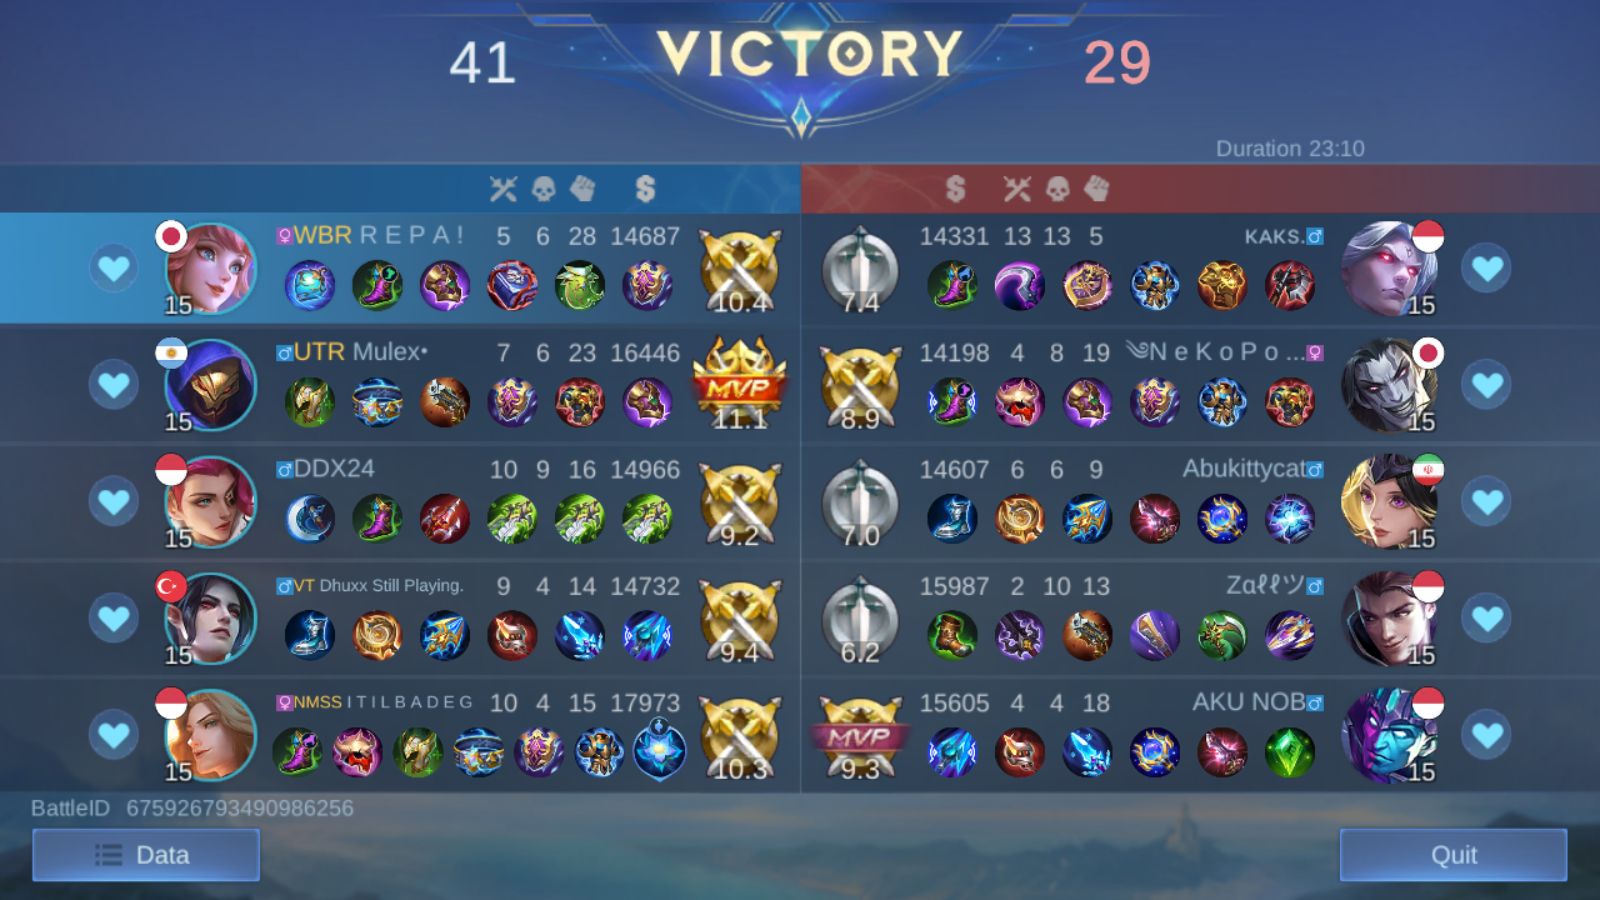 41 VICTORY 29
Duration 23:10
WBR R E P A ! 5 6 28 14687 10.4 15
7.4 14331 13 13 5 KAKS. 15
UTR Mulex• 7 6 23 16446 MVP 11.1 15
8.9 14198 4 8 19 ༄N e K o P o ... 15
DDX24 10 9 16 14966 9.2 15
7.0 14607 6 6 9 Abukittycat 15
VT Dhuxx Still Playing. 9 4 14 14732 9.4 15
6.2 15987 2 10 13 Zαℓℓツ 15
NMSS I T I L B A D E G 10 4 15 17973 10.3 15
MVP 9.3 15605 4 4 18 AKU NOB 15
BattleID 675926793490986256
Data
Quit